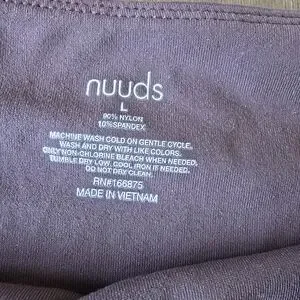 nuuds
L
90% NYLON
10% SPANDEX
MACHINE WASH COLD ON GENTLE CYCLE.
WASH AND DRY WITH LIKE COLORS.
ONLY NON-CHLORINE BLEACH WHEN NEEDED.
TUMBLE DRY LOW. COOL IRON IF NEEDED.
DO NOT DRY CLEAN.
RN#166875
MADE IN VIETNAM